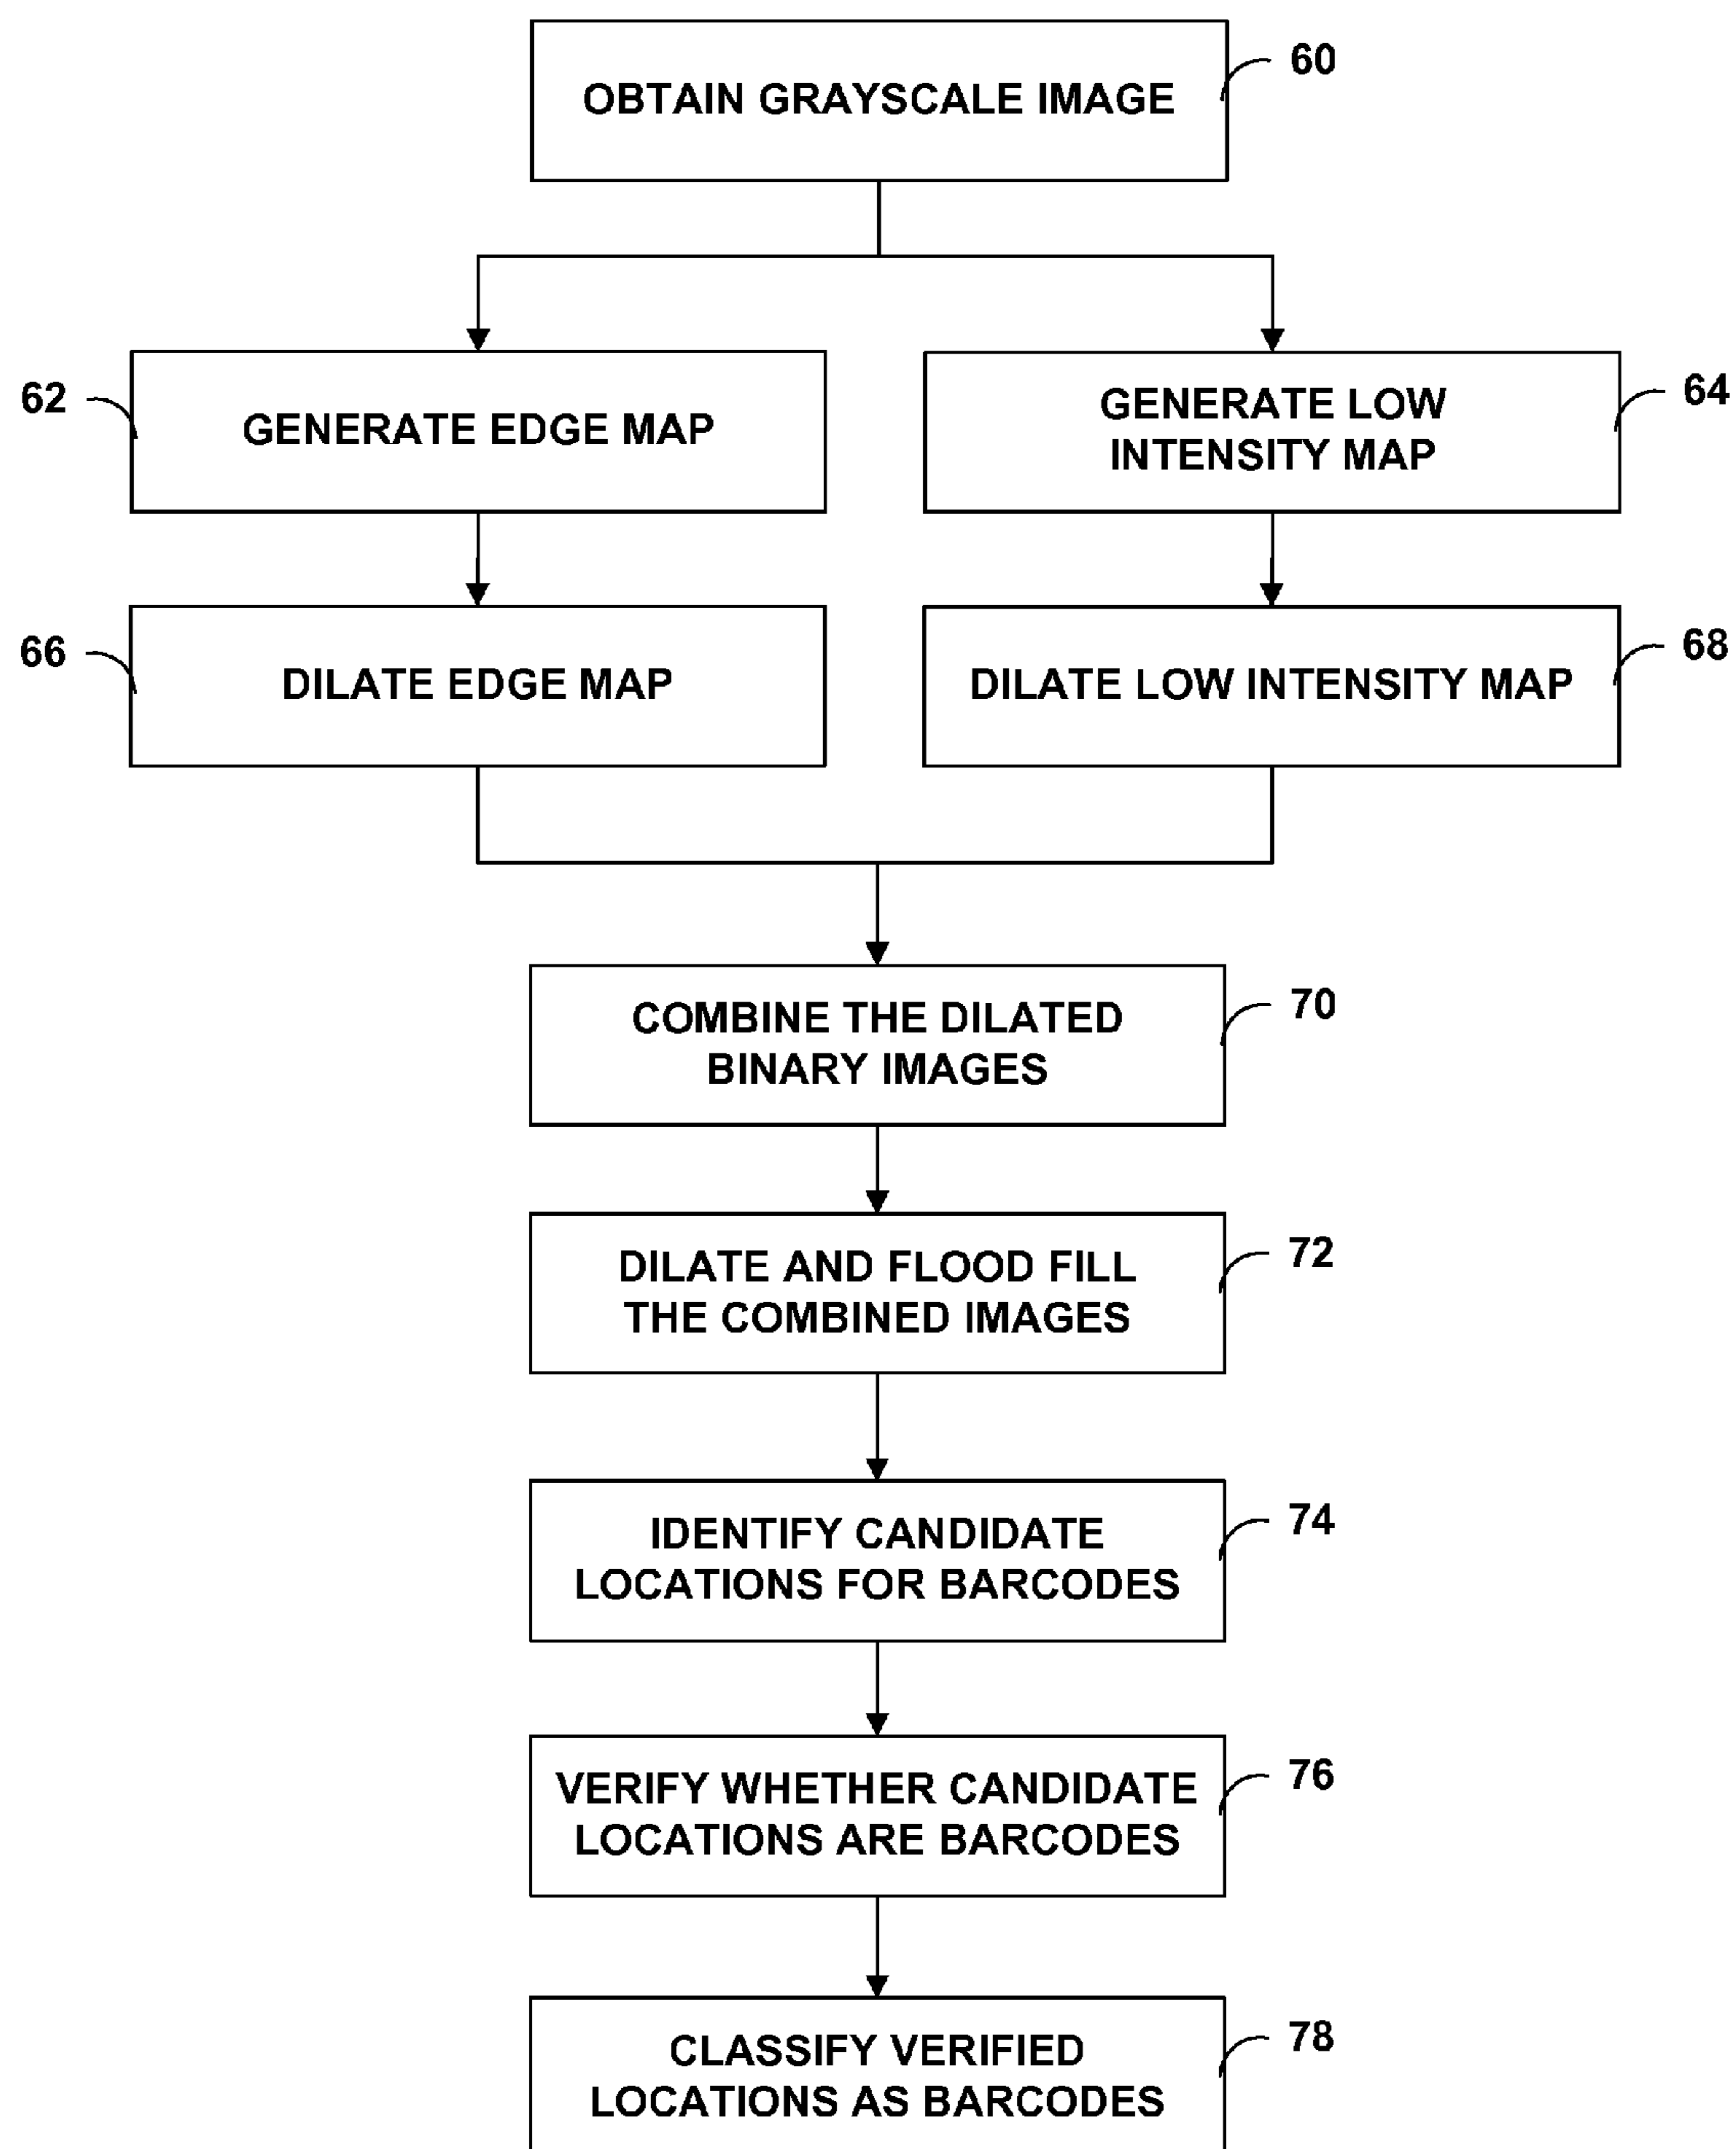 OBTAIN GRAYSCALE IMAGE
60
62
GENERATE EDGE MAP
GENERATE LOW
INTENSITY MAP
64
66
DILATE EDGE MAP
DILATE LOW INTENSITY MAP
68
COMBINE THE DILATED
BINARY IMAGES
70
DILATE AND FLOOD FILL
THE COMBINED IMAGES
72
IDENTIFY CANDIDATE
LOCATIONS FOR BARCODES
74
VERIFY WHETHER CANDIDATE
LOCATIONS ARE BARCODES
76
CLASSIFY VERIFIED
LOCATIONS AS BARCODES
78